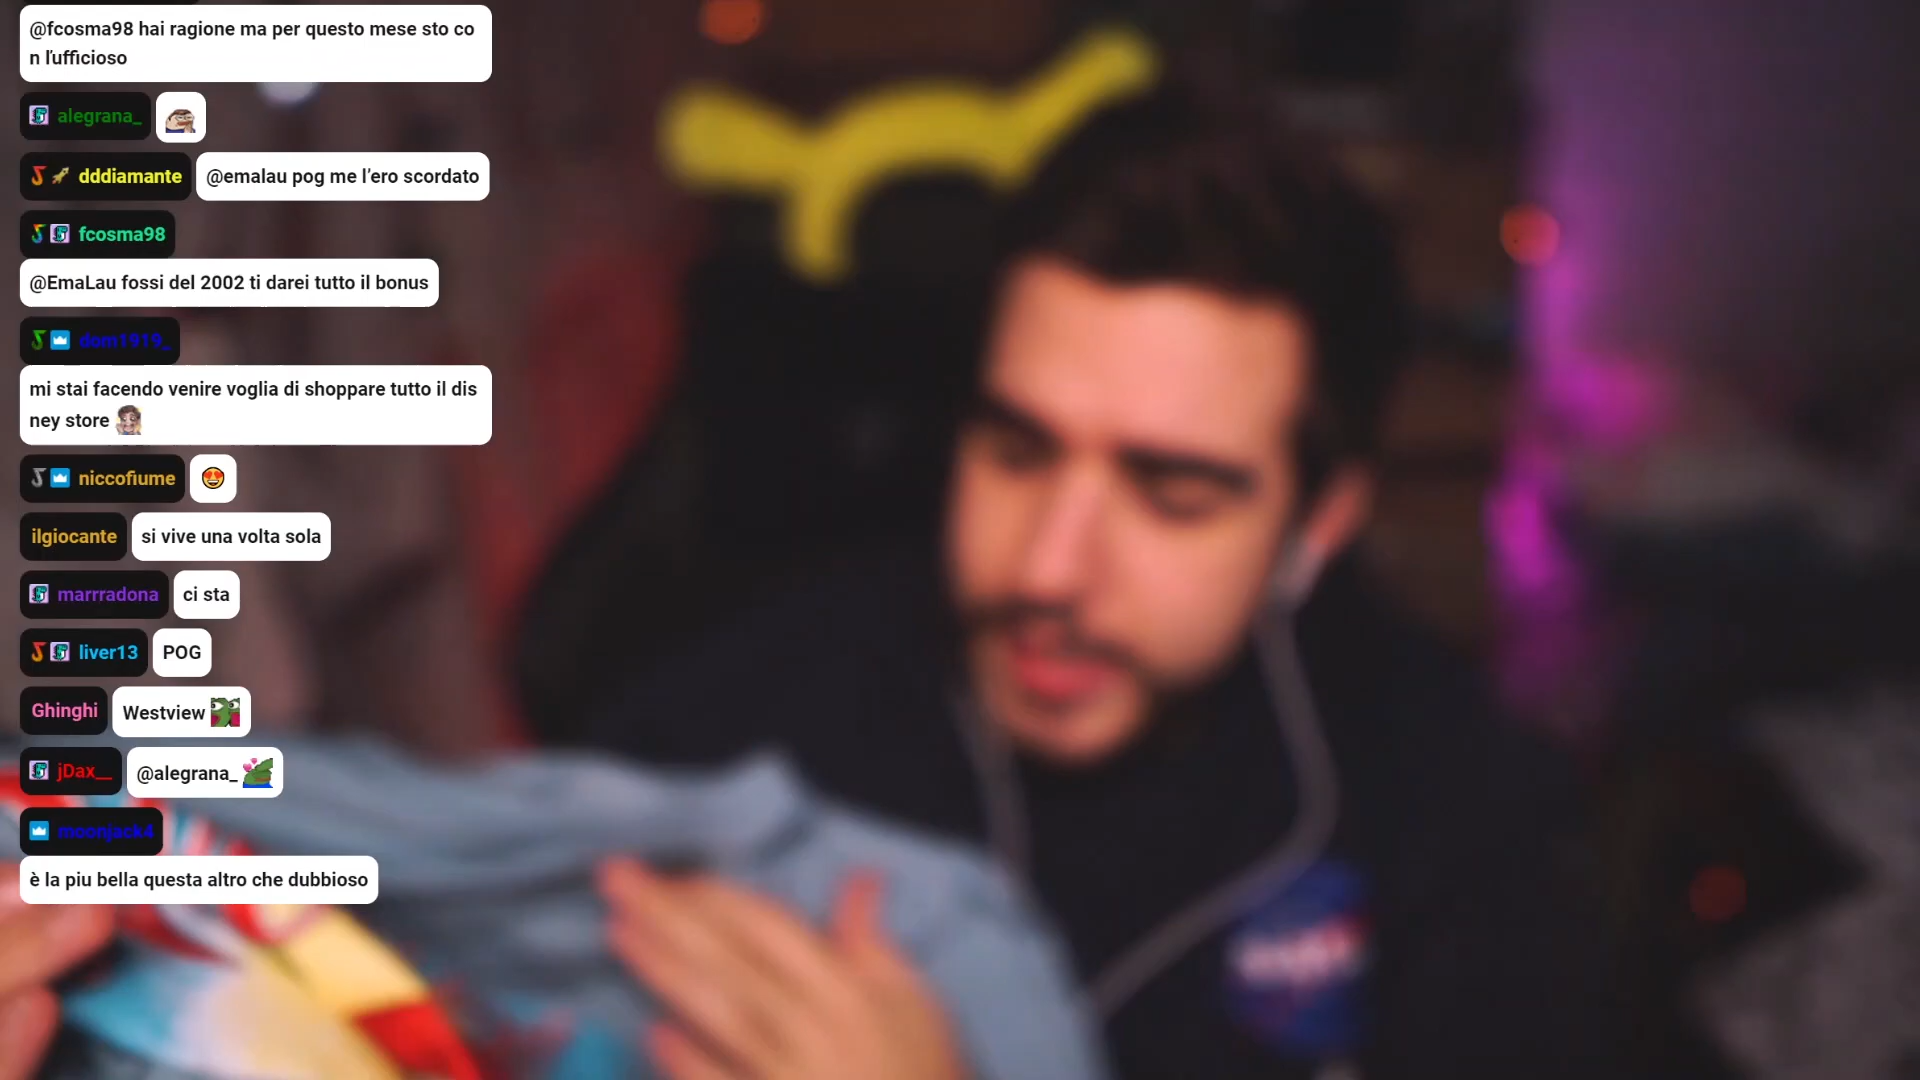 @fcosma98 hai ragione ma per questo mese sto co
n l'ufficioso
alegrana_
dddiamante @emalau pog me l'ero scordato
fcosma98
@EmaLau fossi del 2002 ti darei tutto il bonus
dom1919_
mi stai facendo venire voglia di shoppare tutto il dis
ney store
niccofiume
ilgiocante si vive una volta sola
marrradona ci sta
liver13 POG
Ghinghi Westview
jDax__ @alegrana_
moonjack4
è la piu bella questa altro che dubbioso